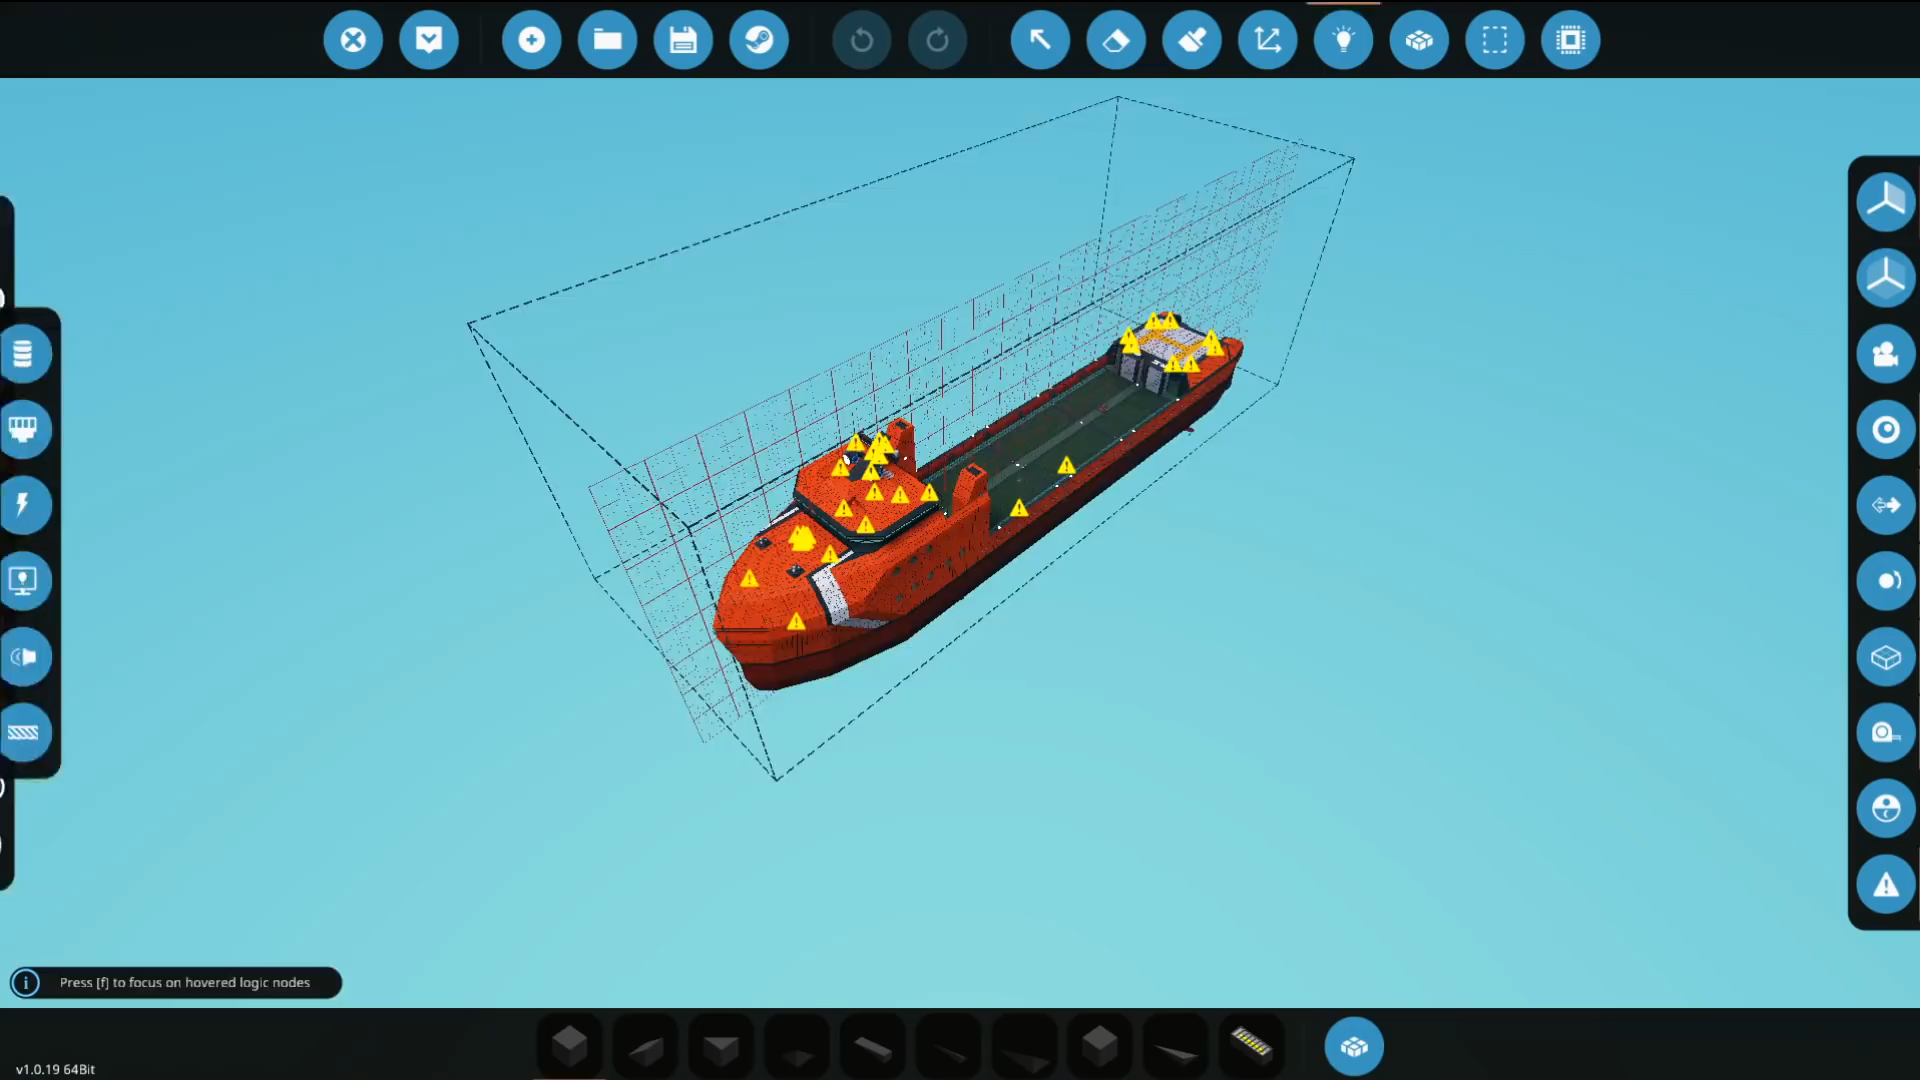 Press [f] to focus on hovered logic nodes
v1.0.19 64Bit